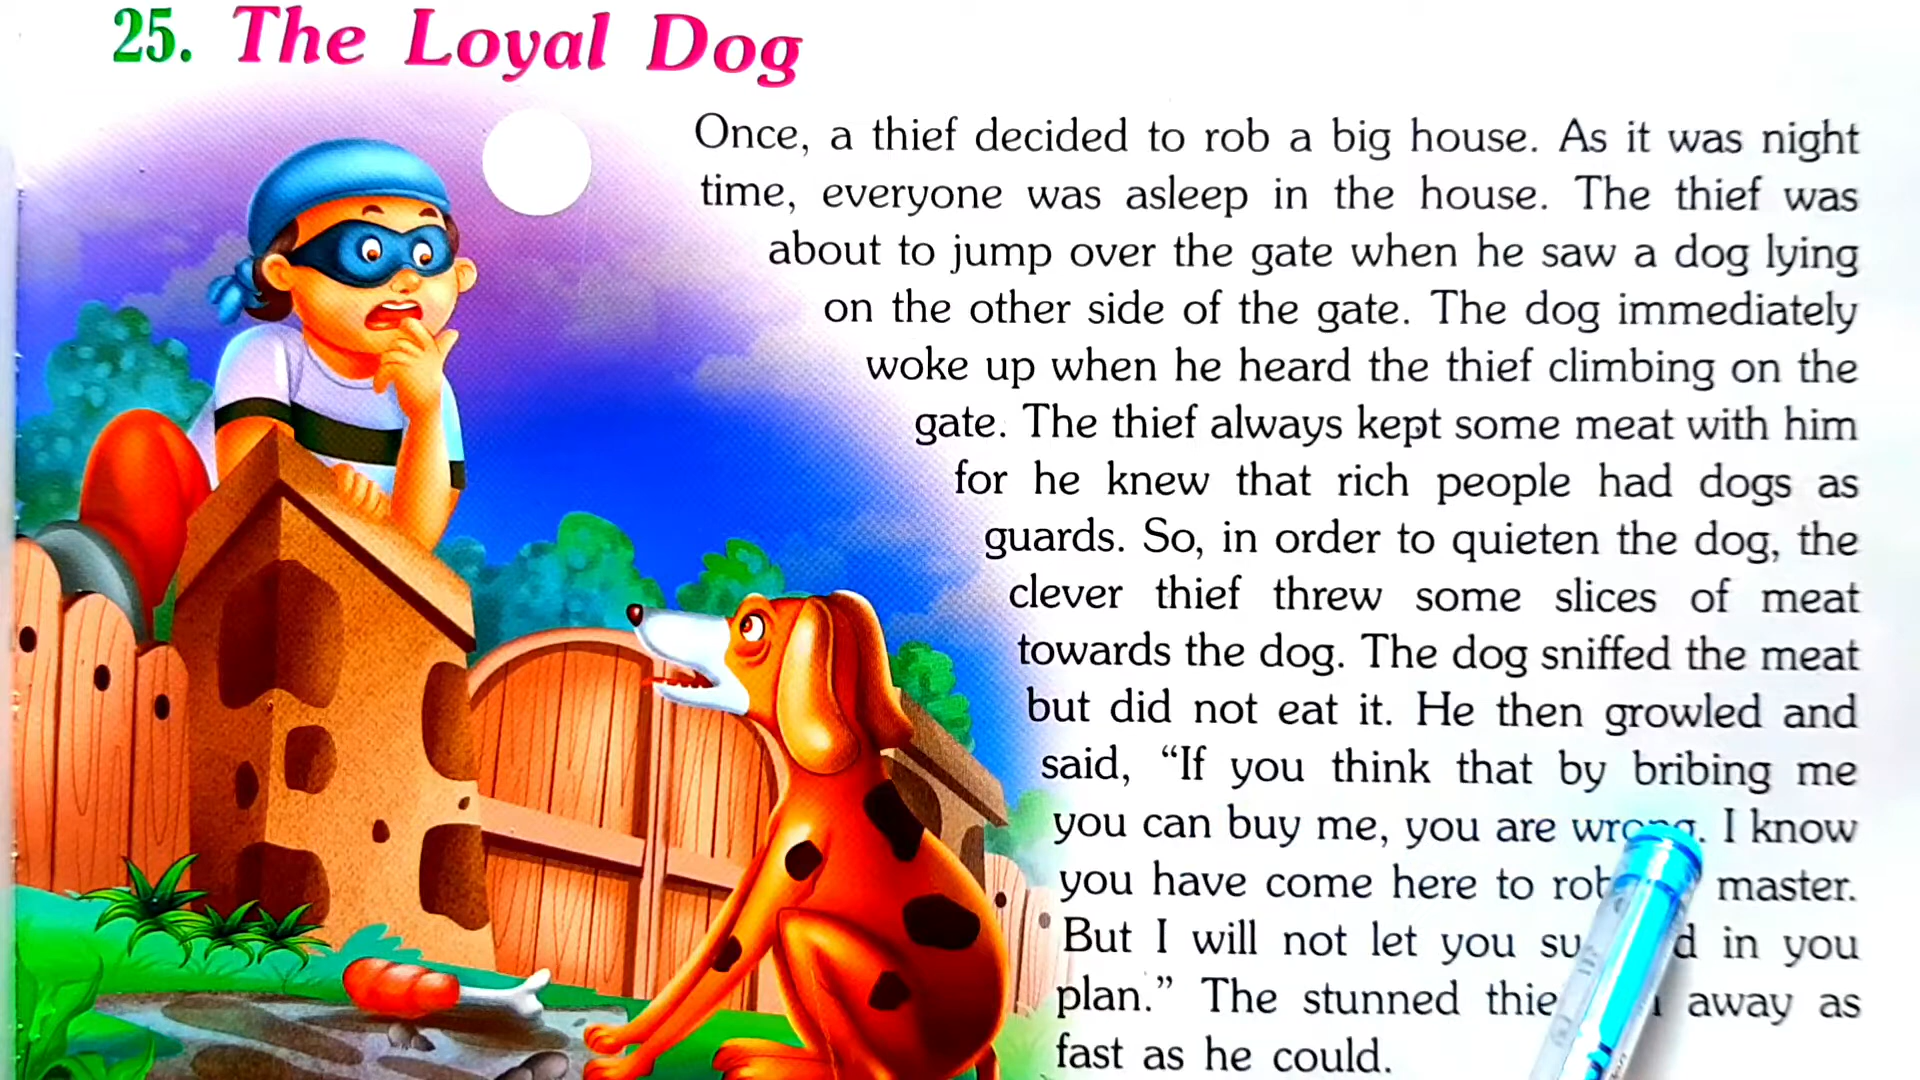 25. The Loyal Dog
Once, a thief decided to rob a big house. As it was night
time, everyone was asleep in the house. The thief was
about to jump over the gate when he saw a dog lying
on the other side of the gate. The dog immediately
woke up when he heard the thief climbing on the
gate. The thief always kept some meat with him
for he knew that rich people had dogs as
guards. So, in order to quieten the dog, the
clever thief threw some slices of meat
towards the dog. The dog sniffed the meat
but did not eat it. He then growled and
said, “If you think that by bribing me
you can buy me, you are wrong. I know
you have come here to rob master.
But I will not let you in you
plan.” The stunned away as
fast as he could.